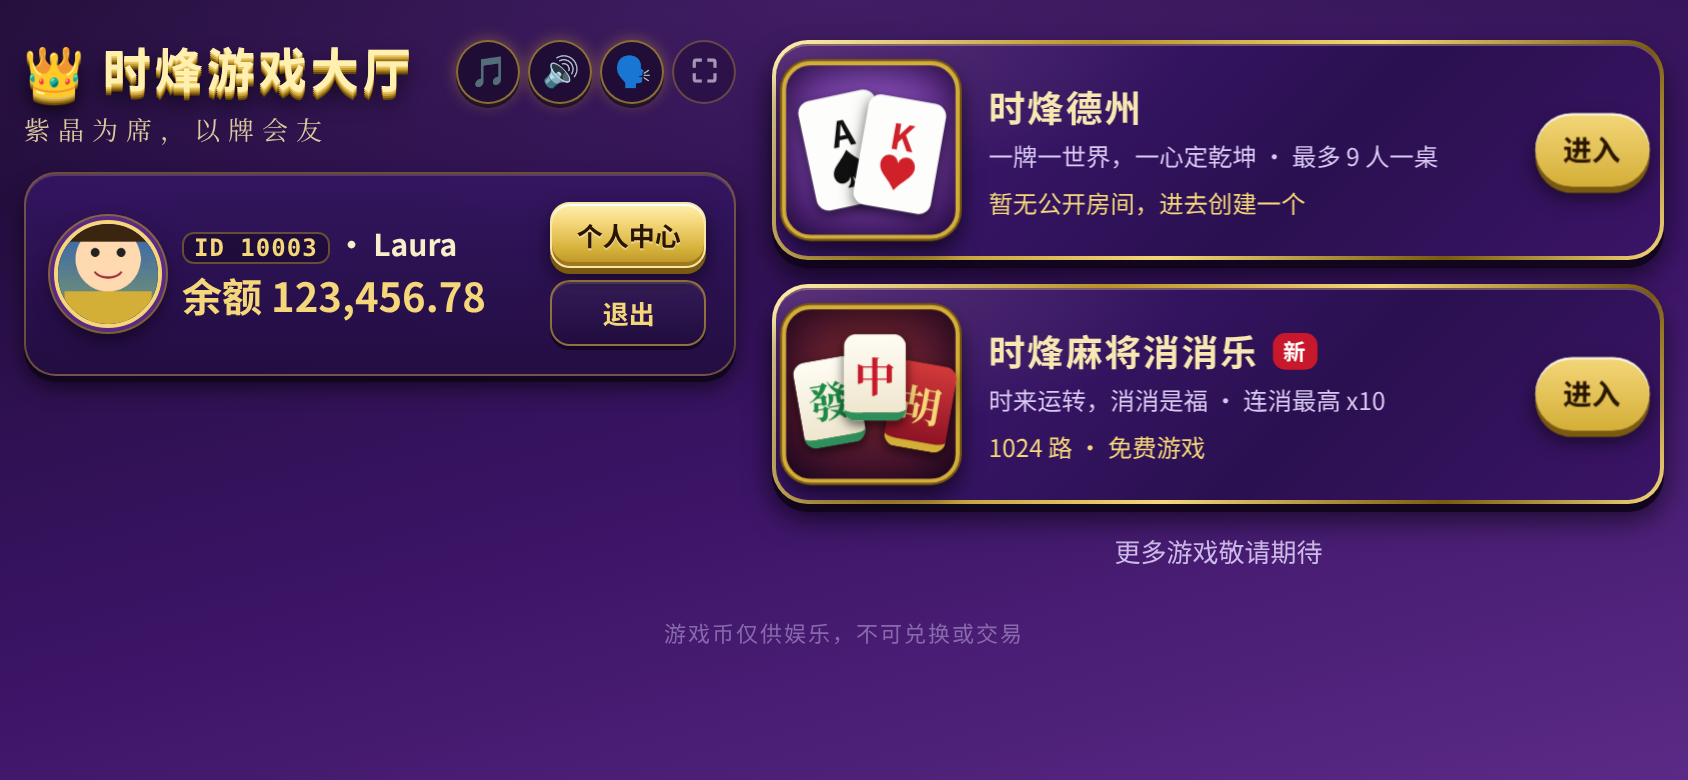 时烽游戏大厅
紫晶为席，以牌会友
ID 10003 · Laura
余额 123,456.78
个人中心
退出
A K
时烽德州
一牌一世界，一心定乾坤 · 最多 9 人一桌
暂无公开房间，进去创建一个
进入
發 中 胡
时烽麻将消消乐 新
时来运转，消消是福 · 连消最高 x10
1024 路 · 免费游戏
进入
更多游戏敬请期待
游戏币仅供娱乐，不可兑换或交易